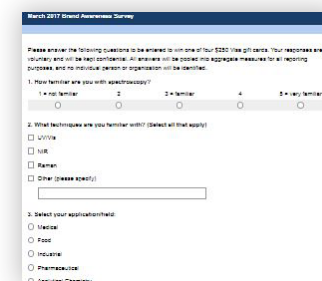 March 2017 Brand Awareness Survey
Please answer the following questions to be entered to win one of four $250 Visa gift cards. Your responses are
voluntary and will be kept confidential. All answers will be pooled into aggregate measures for all reporting
purposes, and no individual person or organization will be identified.
1. How familiar are you with spectroscopy?
1 = not familiar 2 3 = familiar 4 5 = very familiar
2. What techniques are you familiar with? (Select all that apply)
UV/Vis
NIR
Raman
Other (please specify)
3. Select your application/field:
Medical
Food
Industrial
Pharmaceutical
Analytical Chemistry